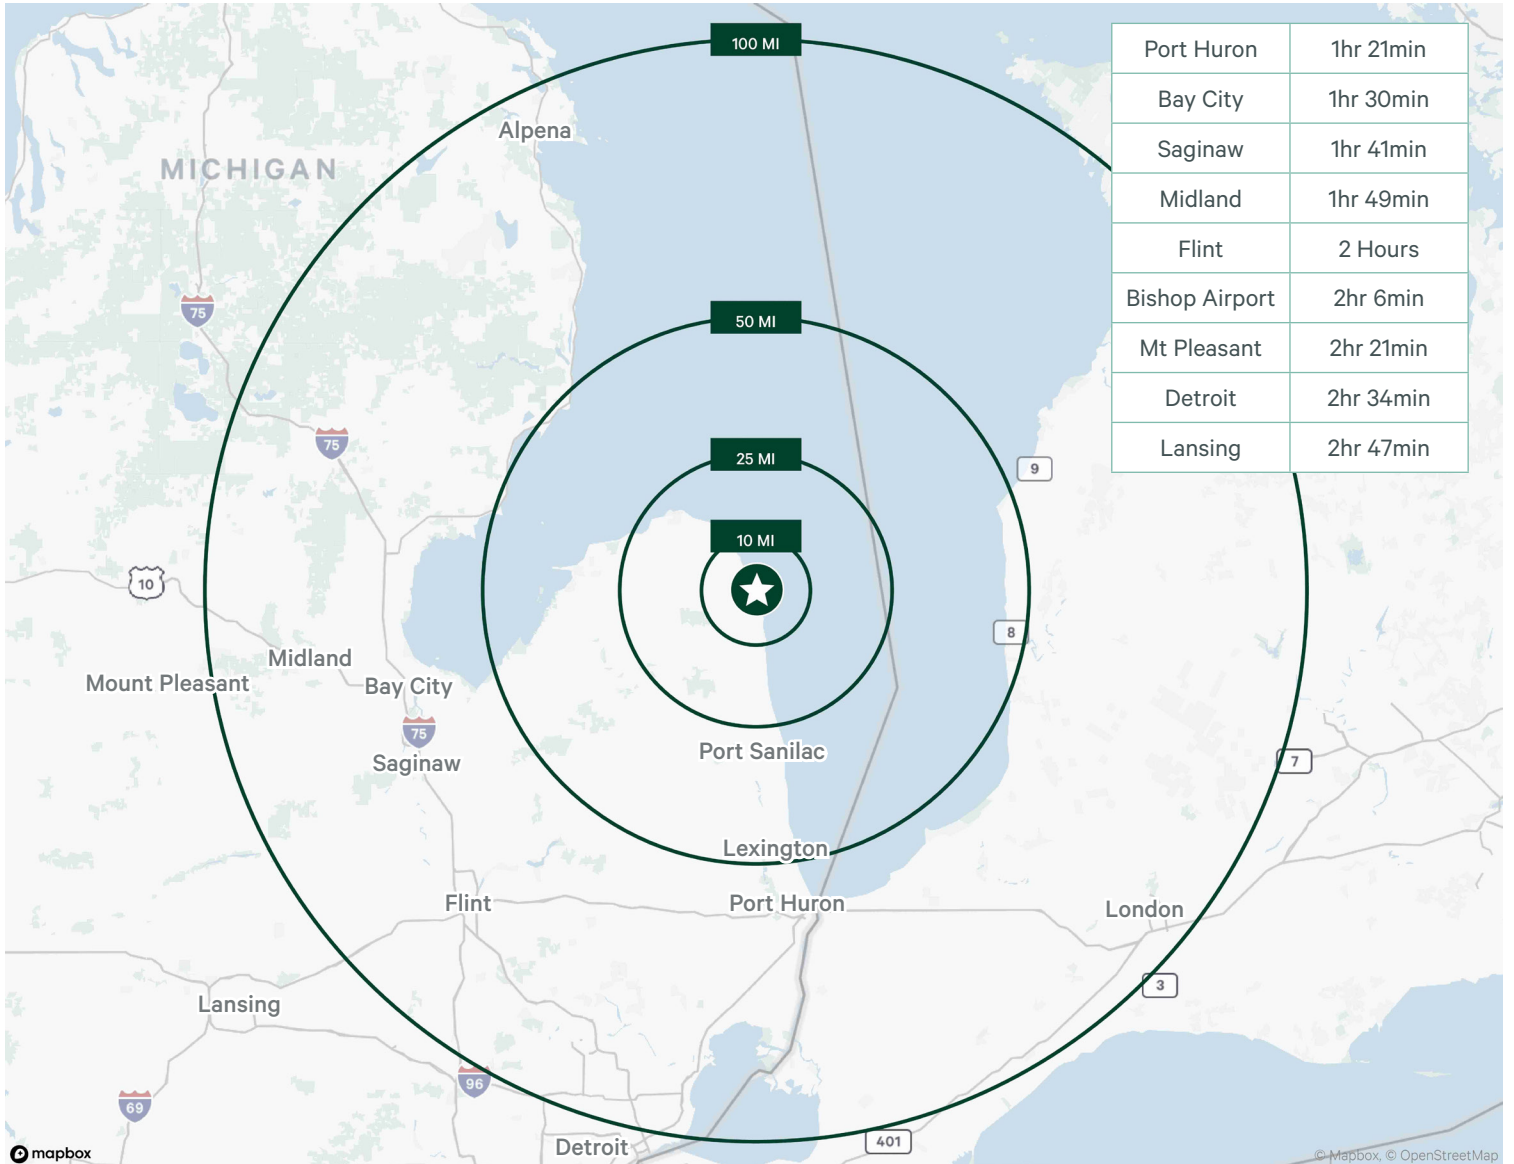 100 MI
Port Huron 1hr 21min
Bay City 1hr 30min
Saginaw 1hr 41min
Midland 1hr 49min
Flint 2 Hours
Bishop Airport 2hr 6min
Mt Pleasant 2hr 21min
Detroit 2hr 34min
Lansing 2hr 47min
Alpena
MICHIGAN
75
50 MI
75
25 MI
9
10 MI
10
8
Midland
Mount Pleasant
Bay City
75
Saginaw
Port Sanilac
7
Lexington
Flint
Port Huron
London
3
Lansing
96
69
401
Detroit
mapbox
© Mapbox, © OpenStreetMap